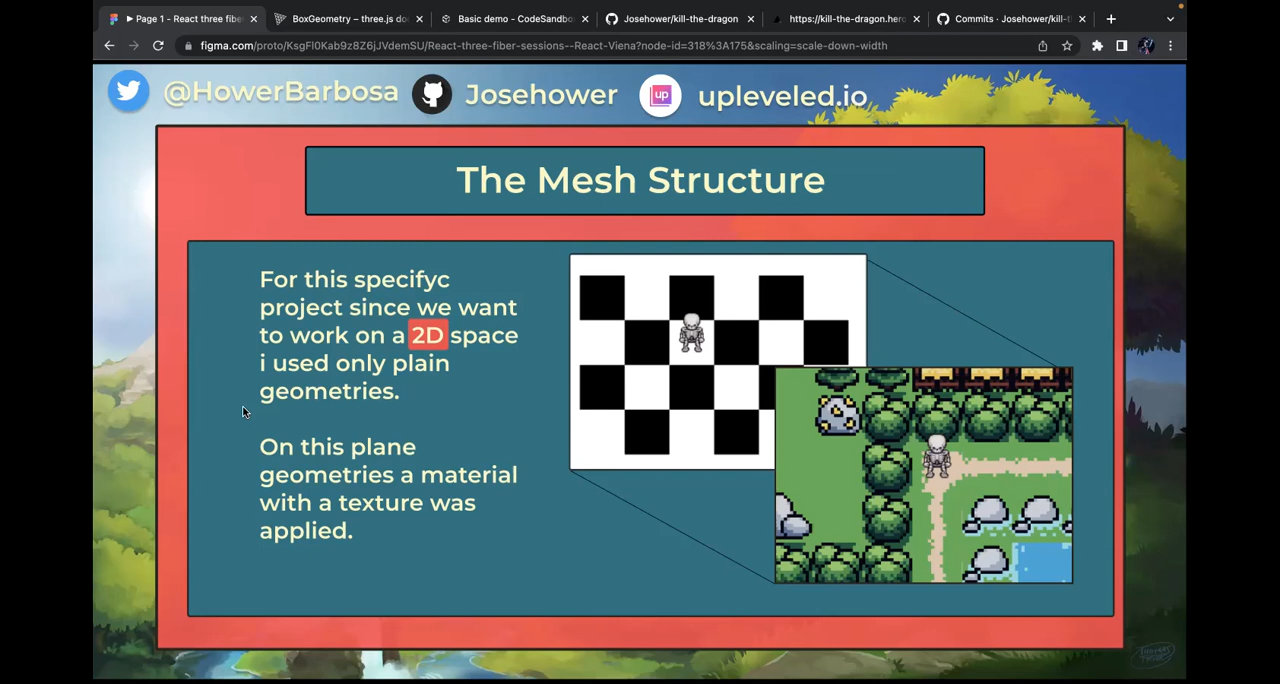 Page 1 - React three fibe
BoxGeometry – three.js do
Basic demo - CodeSandbo
Josehower/kill-the-dragon
https://kill-the-dragon.hero
Commits · Josehower/kill-t
figma.com/proto/KsgFl0Kab9z8Z6jJVdemSU/React-three-fiber-sessions--React-Viena?node-id=318%3A175&scaling=scale-down-width
@HowerBarbosa
Josehower
up
upleveled.io
The Mesh Structure
For this specifyc
project since we want
to work on a 2D space
i used only plain
geometries.
On this plane
geometries a material
with a texture was
applied.